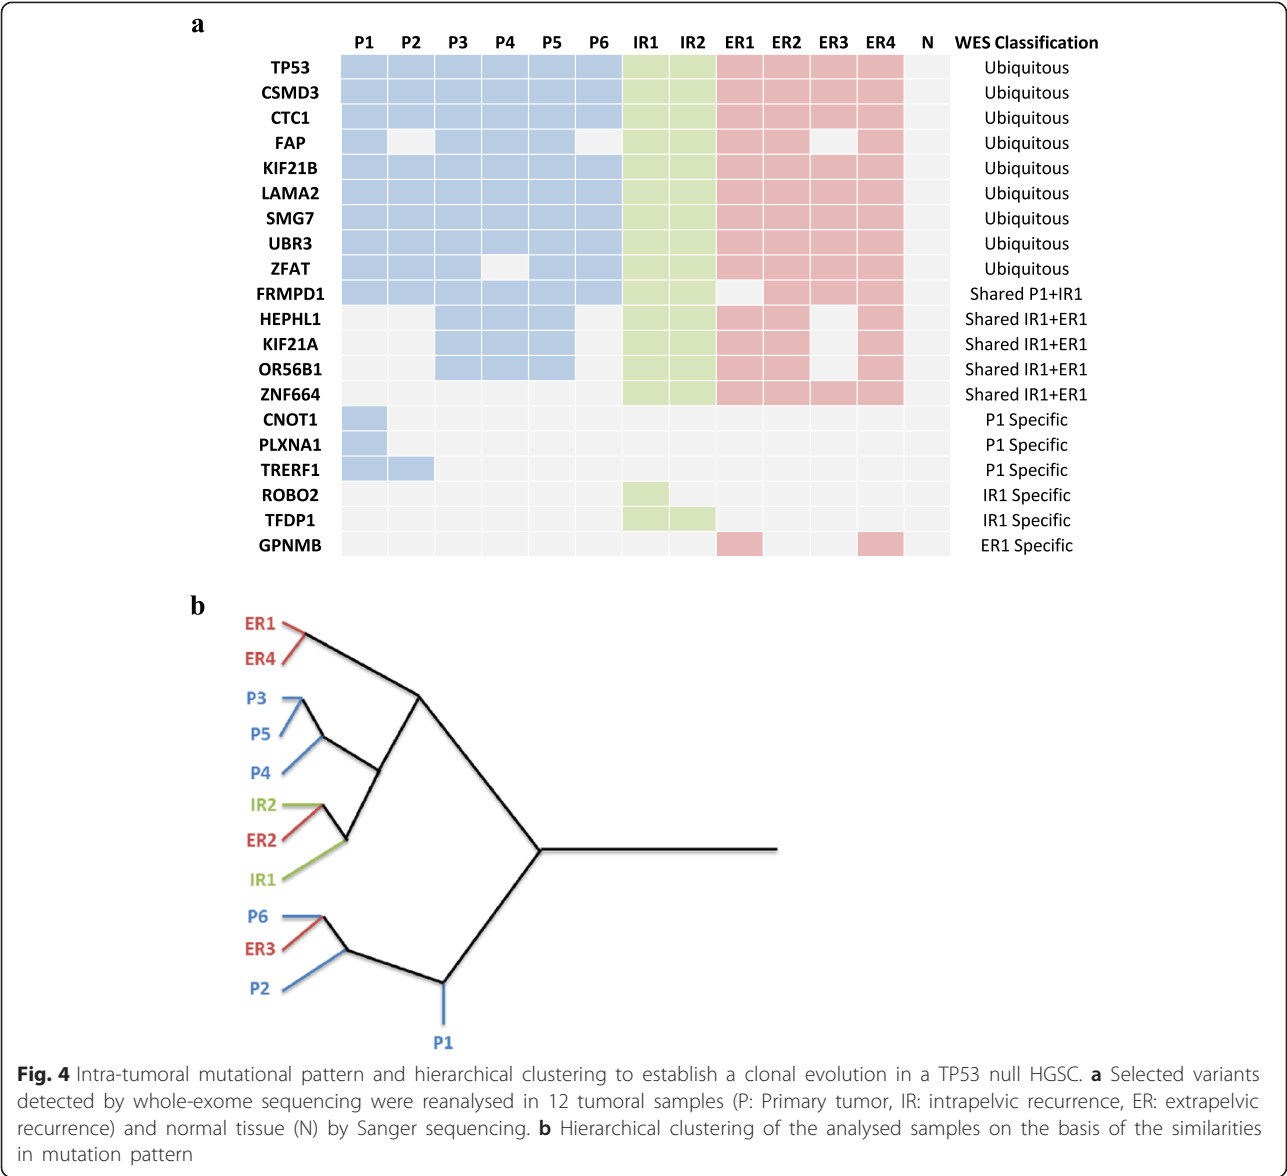 a
P1 P2 P3 P4 P5 P6 IR1 IR2 ER1 ER2 ER3 ER4 N WES Classification
TP53 Ubiquitous
CSMD3 Ubiquitous
CTC1 Ubiquitous
FAP Ubiquitous
KIF21B Ubiquitous
LAMA2 Ubiquitous
SMG7 Ubiquitous
UBR3 Ubiquitous
ZFAT Ubiquitous
FRMPD1 Shared P1+IR1
HEPHL1 Shared IR1+ER1
KIF21A Shared IR1+ER1
OR56B1 Shared IR1+ER1
ZNF664 Shared IR1+ER1
CNOT1 P1 Specific
PLXNA1 P1 Specific
TRERF1 P1 Specific
ROBO2 IR1 Specific
TFDP1 IR1 Specific
GPNMB ER1 Specific
b
ER1
ER4
P3
P5
P4
IR2
ER2
IR1
P6
ER3
P2
P1
Fig. 4 Intra-tumoral mutational pattern and hierarchical clustering to establish a clonal evolution in a TP53 null HGSC. a Selected variants
detected by whole-exome sequencing were reanalysed in 12 tumoral samples (P: Primary tumor, IR: intrapelvic recurrence, ER: extrapelvic
recurrence) and normal tissue (N) by Sanger sequencing. b Hierarchical clustering of the analysed samples on the basis of the similarities
in mutation pattern